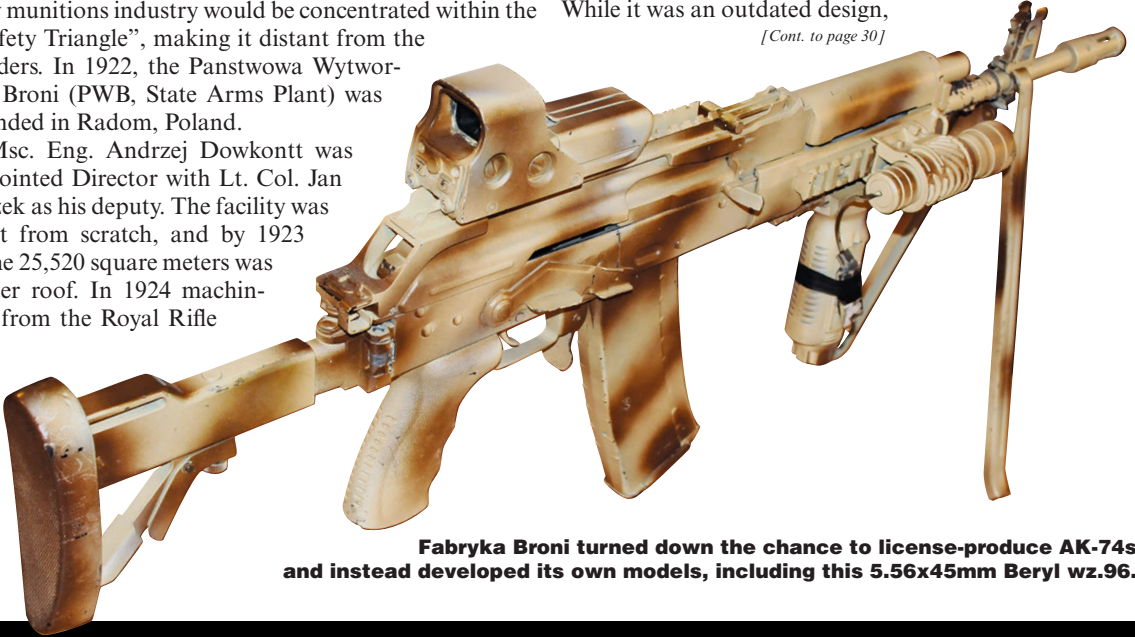 munitions industry would be concentrated within the
fety Triangle”, making it distant from the
ders. In 1922, the Panstwowa Wytwor-
Broni (PWB, State Arms Plant) was
nded in Radom, Poland.
Msc. Eng. Andrzej Dowkontt was
ointed Director with Lt. Col. Jan
zek as his deputy. The facility was
t from scratch, and by 1923
ne 25,520 square meters was
er roof. In 1924 machin-
from the Royal Rifle
While it was an outdated design,
[Cont. to page 30]
Fabryka Broni turned down the chance to license-produce AK-74s
and instead developed its own models, including this 5.56x45mm Beryl wz.96.